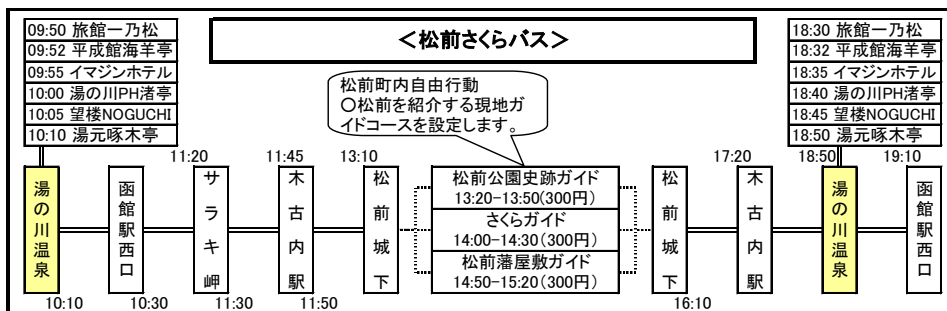 <松前さくらバス>
09:50 旅館一乃松
09:52 平成館海羊亭
09:55 イマジンホテル
10:00 湯の川PH渚亭
10:05 望楼NOGUCHI
10:10 湯元啄木亭
松前町内自由行動
○松前を紹介する現地ガ
イドコースを設定します。
18:30 旅館一乃松
18:32 平成館海羊亭
18:35 イマジンホテル
18:40 湯の川PH渚亭
18:45 望楼NOGUCHI
18:50 湯元啄木亭
湯の川温泉
10:10
函館駅西口
10:30
11:20
サラキ岬
11:30
11:45
木古内駅
11:50
13:10
松前城下
松前公園史跡ガイド
13:20-13:50(300円)
さくらガイド
14:00-14:30(300円)
松前藩屋敷ガイド
14:50-15:20(300円)
松前城下
16:10
17:20
木古内駅
18:50
湯の川温泉
19:10
函館駅西口